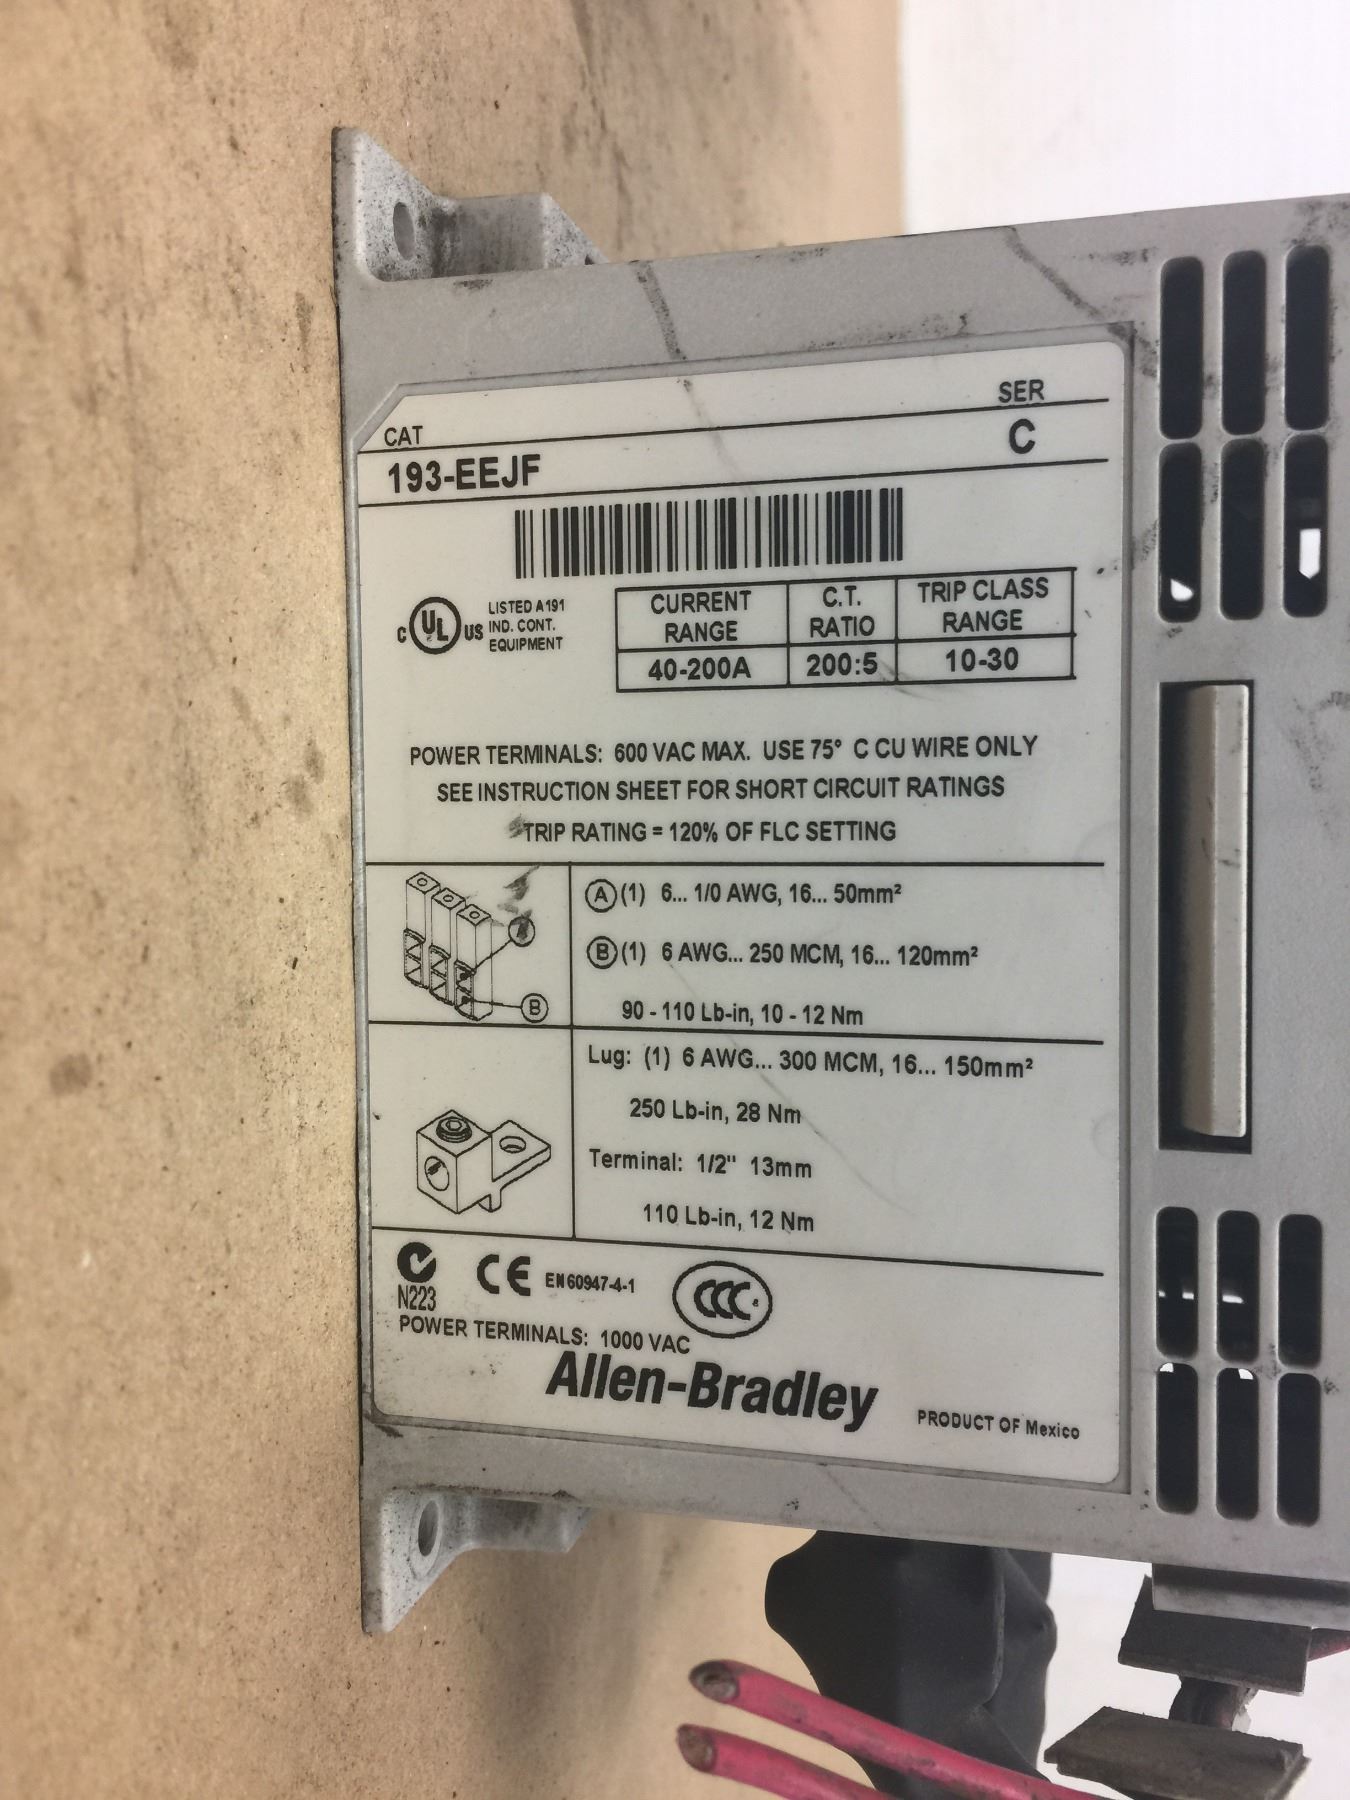 CAT SER
193-EEJF C
C UL US LISTED A191
IND. CONT.
EQUIPMENT
CURRENT RANGE C.T. RATIO TRIP CLASS RANGE
40-200A 200:5 10-30
POWER TERMINALS: 600 VAC MAX. USE 75° C CU WIRE ONLY
SEE INSTRUCTION SHEET FOR SHORT CIRCUIT RATINGS
TRIP RATING = 120% OF FLC SETTING
A
B
A (1) 6... 1/0 AWG, 16... 50mm²
B (1) 6 AWG... 250 MCM, 16... 120mm²
90 - 110 Lb-in, 10 - 12 Nm
Lug: (1) 6 AWG... 300 MCM, 16... 150mm²
250 Lb-in, 28 Nm
Terminal: 1/2" 13mm
110 Lb-in, 12 Nm
N223
CE EN 60947-4-1 CCC
POWER TERMINALS: 1000 VAC
Allen-Bradley
PRODUCT OF Mexico